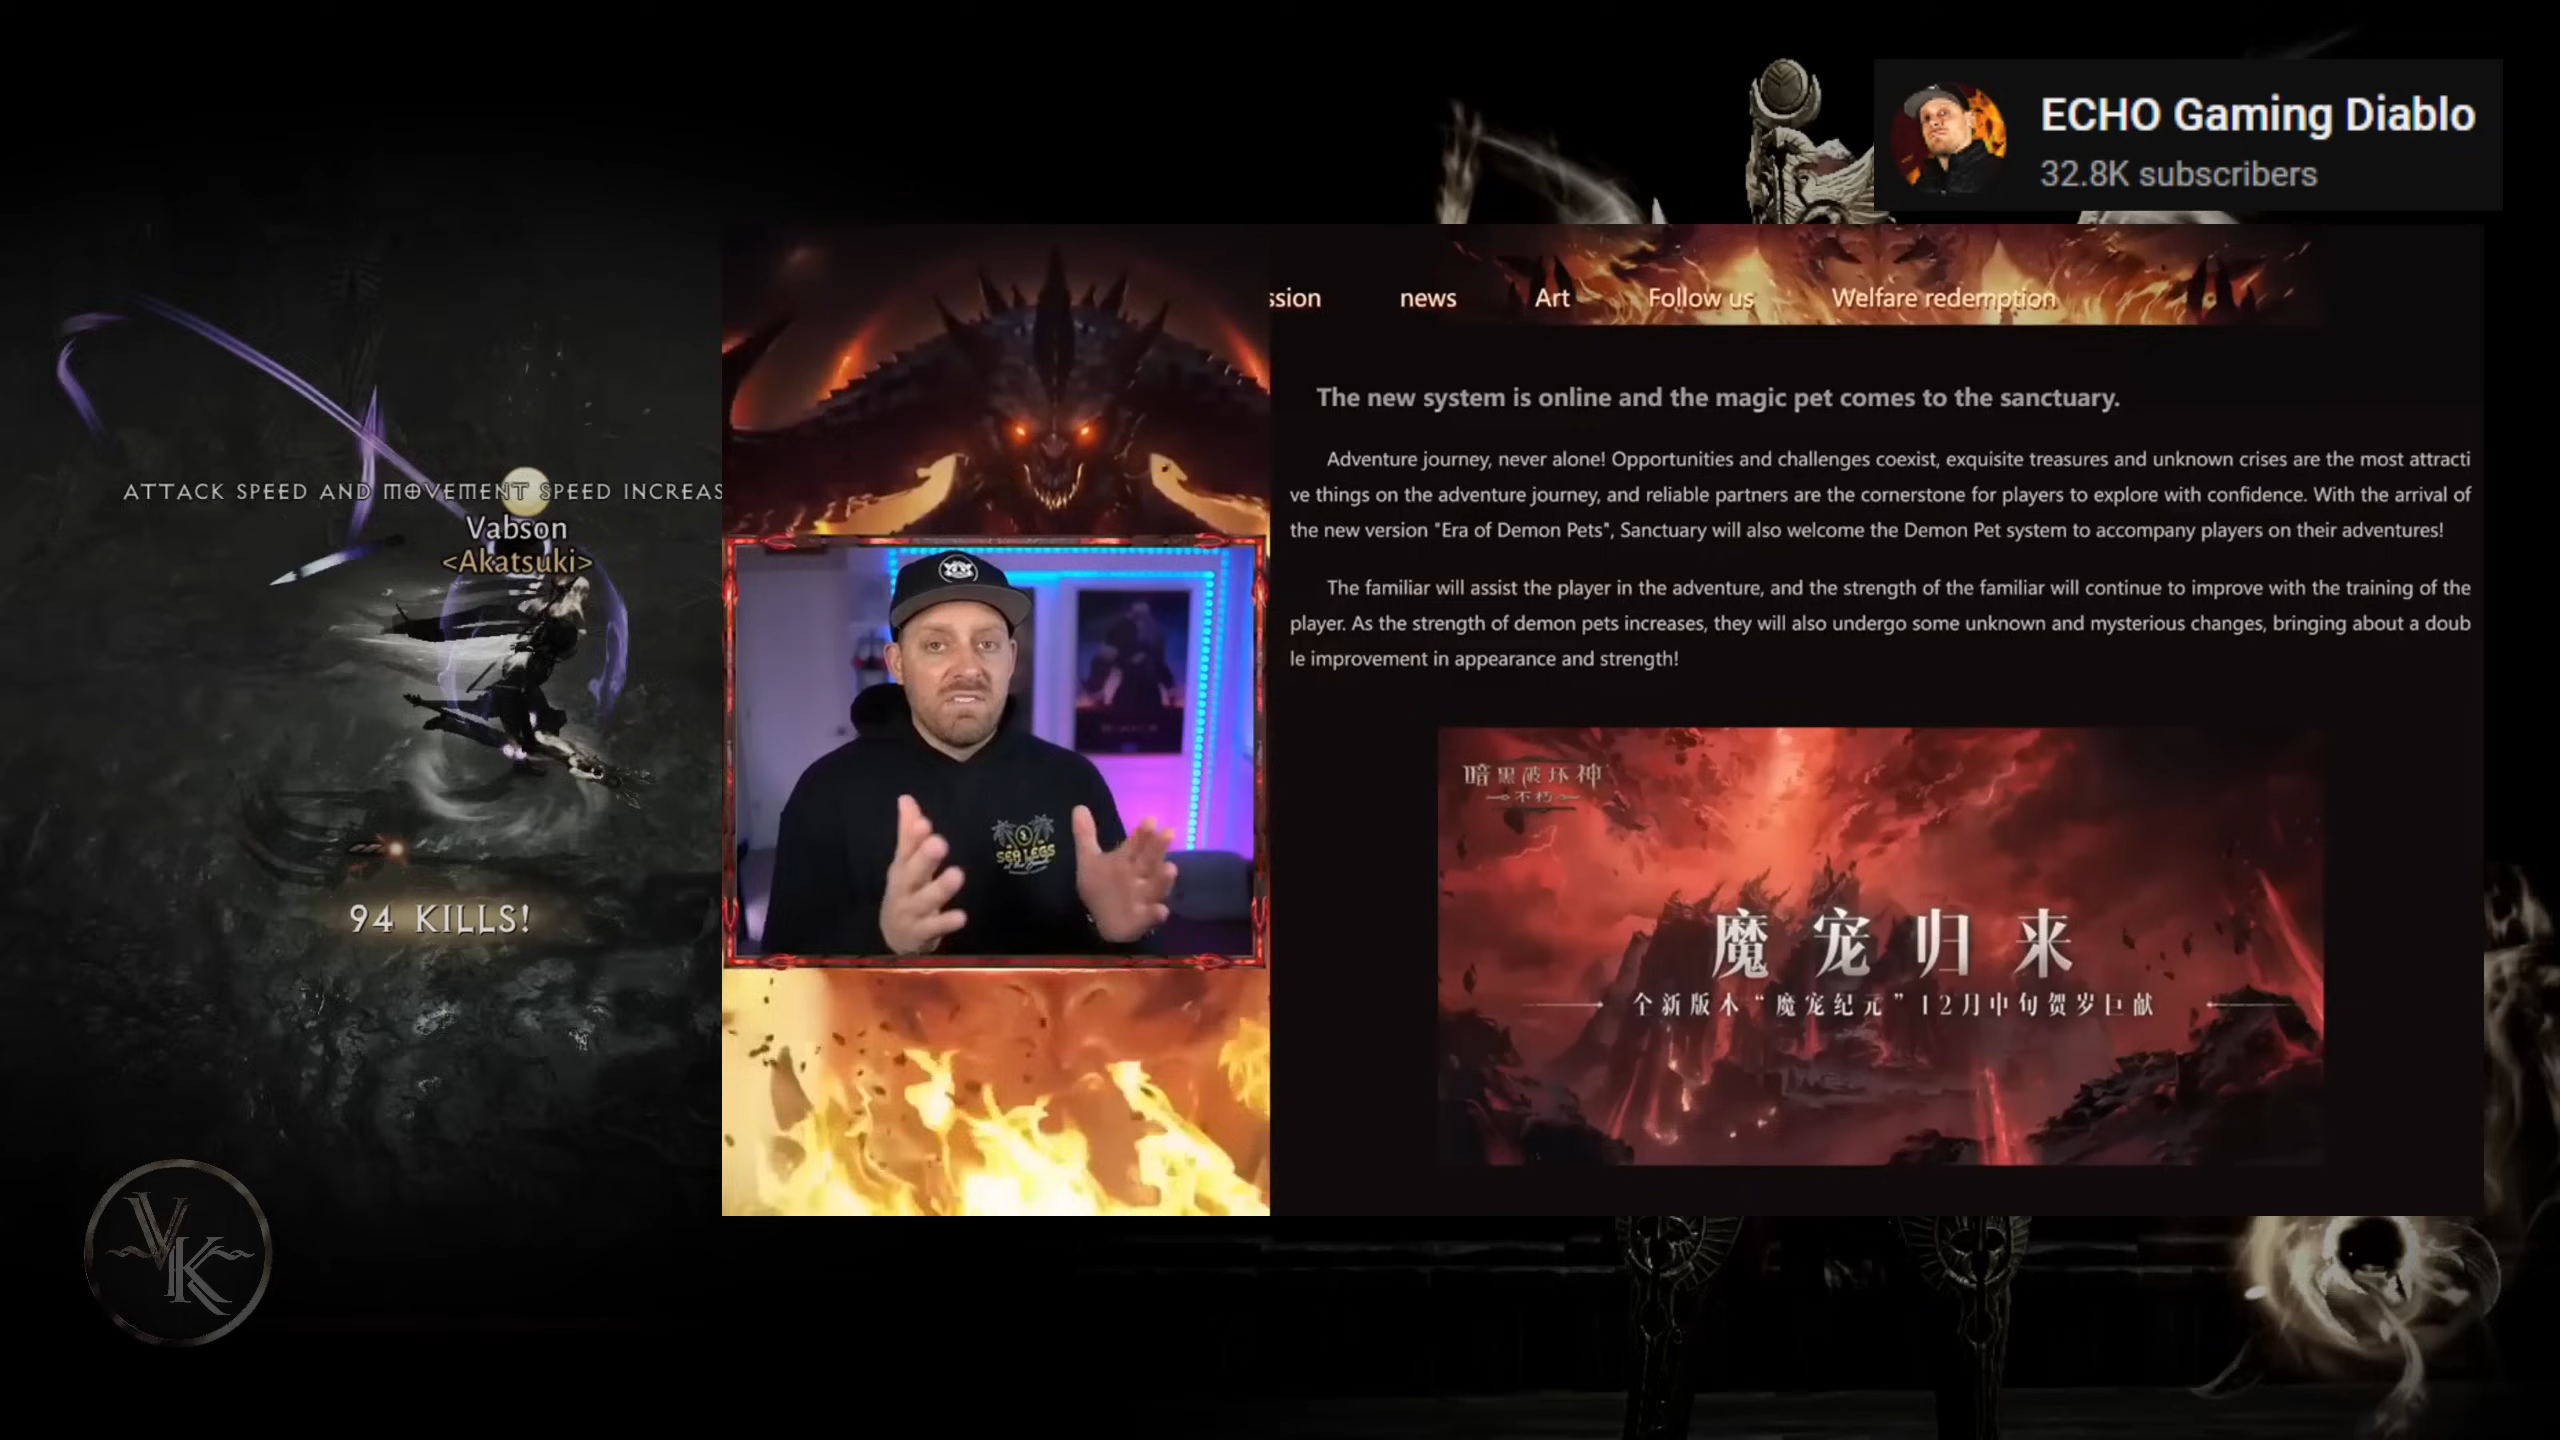 ECHO Gaming Diablo
32.8K subscribers
ssion news Art Follow us Welfare redemption
The new system is online and the magic pet comes to the sanctuary.
Adventure journey, never alone! Opportunities and challenges coexist, exquisite treasures and unknown crises are the most attracti
ve things on the adventure journey, and reliable partners are the cornerstone for players to explore with confidence. With the arrival of
the new version "Era of Demon Pets", Sanctuary will also welcome the Demon Pet system to accompany players on their adventures!
The familiar will assist the player in the adventure, and the strength of the familiar will continue to improve with the training of the
player. As the strength of demon pets increases, they will also undergo some unknown and mysterious changes, bringing about a doub
le improvement in appearance and strength!
ATTACK SPEED AND MOVEMENT SPEED INCREAS
Vabson
<Akatsuki>
94 KILLS!
SEA LEGS
暗黑破坏神
不朽
魔宠归来
全新版本“魔宠纪元”12月中旬贺岁巨献
VK